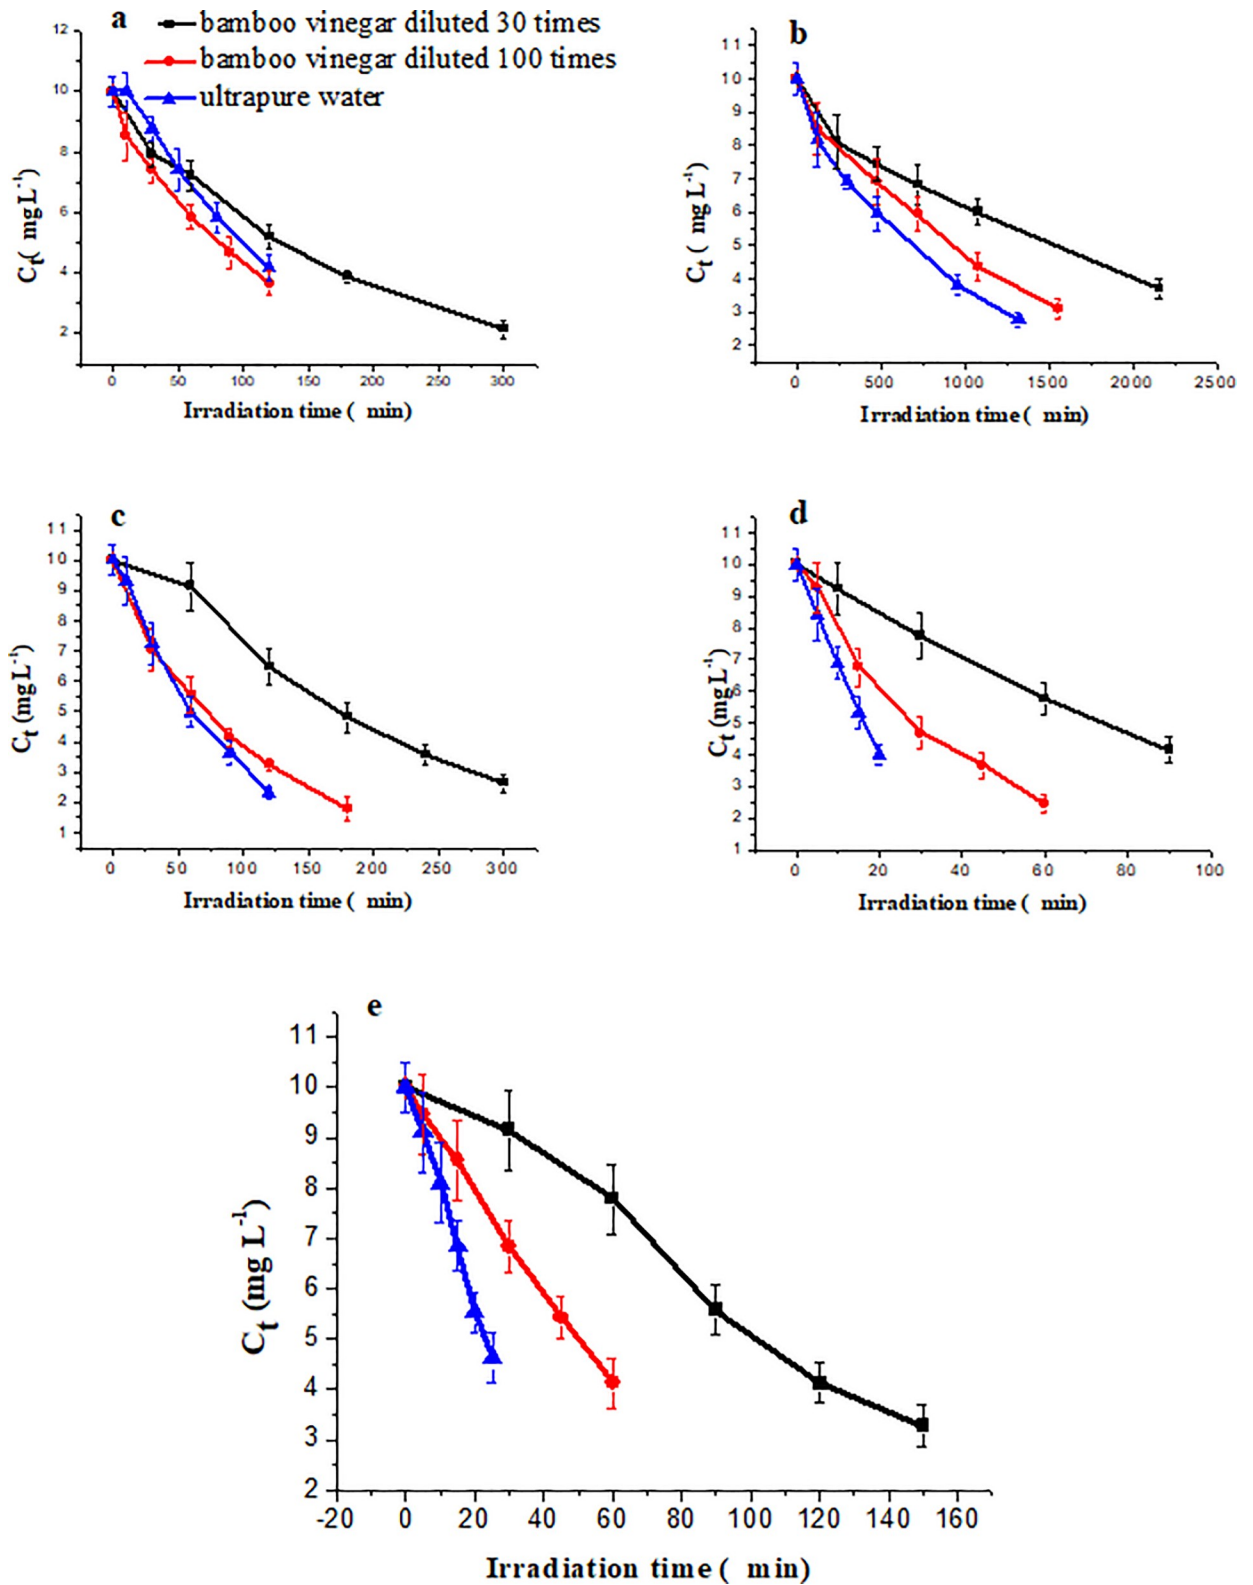 a
bamboo vinegar diluted 30 times
bamboo vinegar diluted 100 times
ultrapure water
12
10
8
6
4
2
Ct( mgL-1)
0 50 100 150 200 250 300
Irradiation time ( min)
b
11
10
9
8
7
6
5
4
3
2
Ct ( mgL-1)
0 500 1000 1500 2000 2500
Irradiation time ( min)
c
11
10
9
8
7
6
5
4
3
2
1
Ct (mgL-1)
0 50 100 150 200 250 300
Irradiation time ( min)
d
11
10
9
8
7
6
5
4
3
2
1
Ct (mgL-1)
0 20 40 60 80 100
Irradiation time ( min)
e
11
10
9
8
7
6
5
4
3
2
Ct (mg L-1)
-20 0 20 40 60 80 100 120 140 160
Irradiation time ( min)